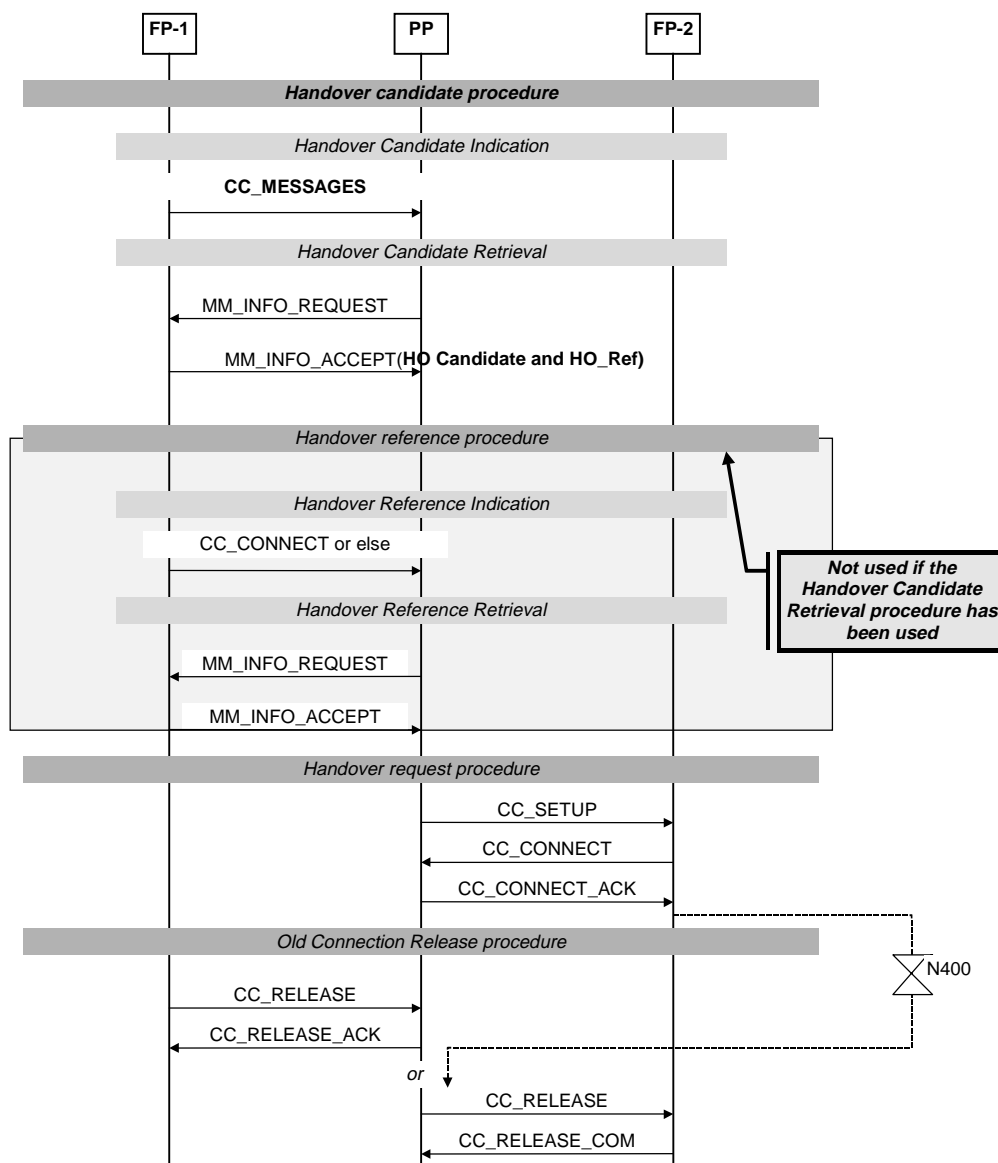 FP-1 PP FP-2
Handover candidate procedure
Handover Candidate Indication
CC_MESSAGES
Handover Candidate Retrieval
MM_INFO_REQUEST
MM_INFO_ACCEPT(HO Candidate and HO_Ref)
Handover reference procedure
Handover Reference Indication
CC_CONNECT or else
Not used if the
Handover Candidate
Retrieval procedure has
been used
Handover Reference Retrieval
MM_INFO_REQUEST
MM_INFO_ACCEPT
Handover request procedure
CC_SETUP
CC_CONNECT
CC_CONNECT_ACK
Old Connection Release procedure
N400
CC_RELEASE
CC_RELEASE_ACK
or
CC_RELEASE
CC_RELEASE_COM